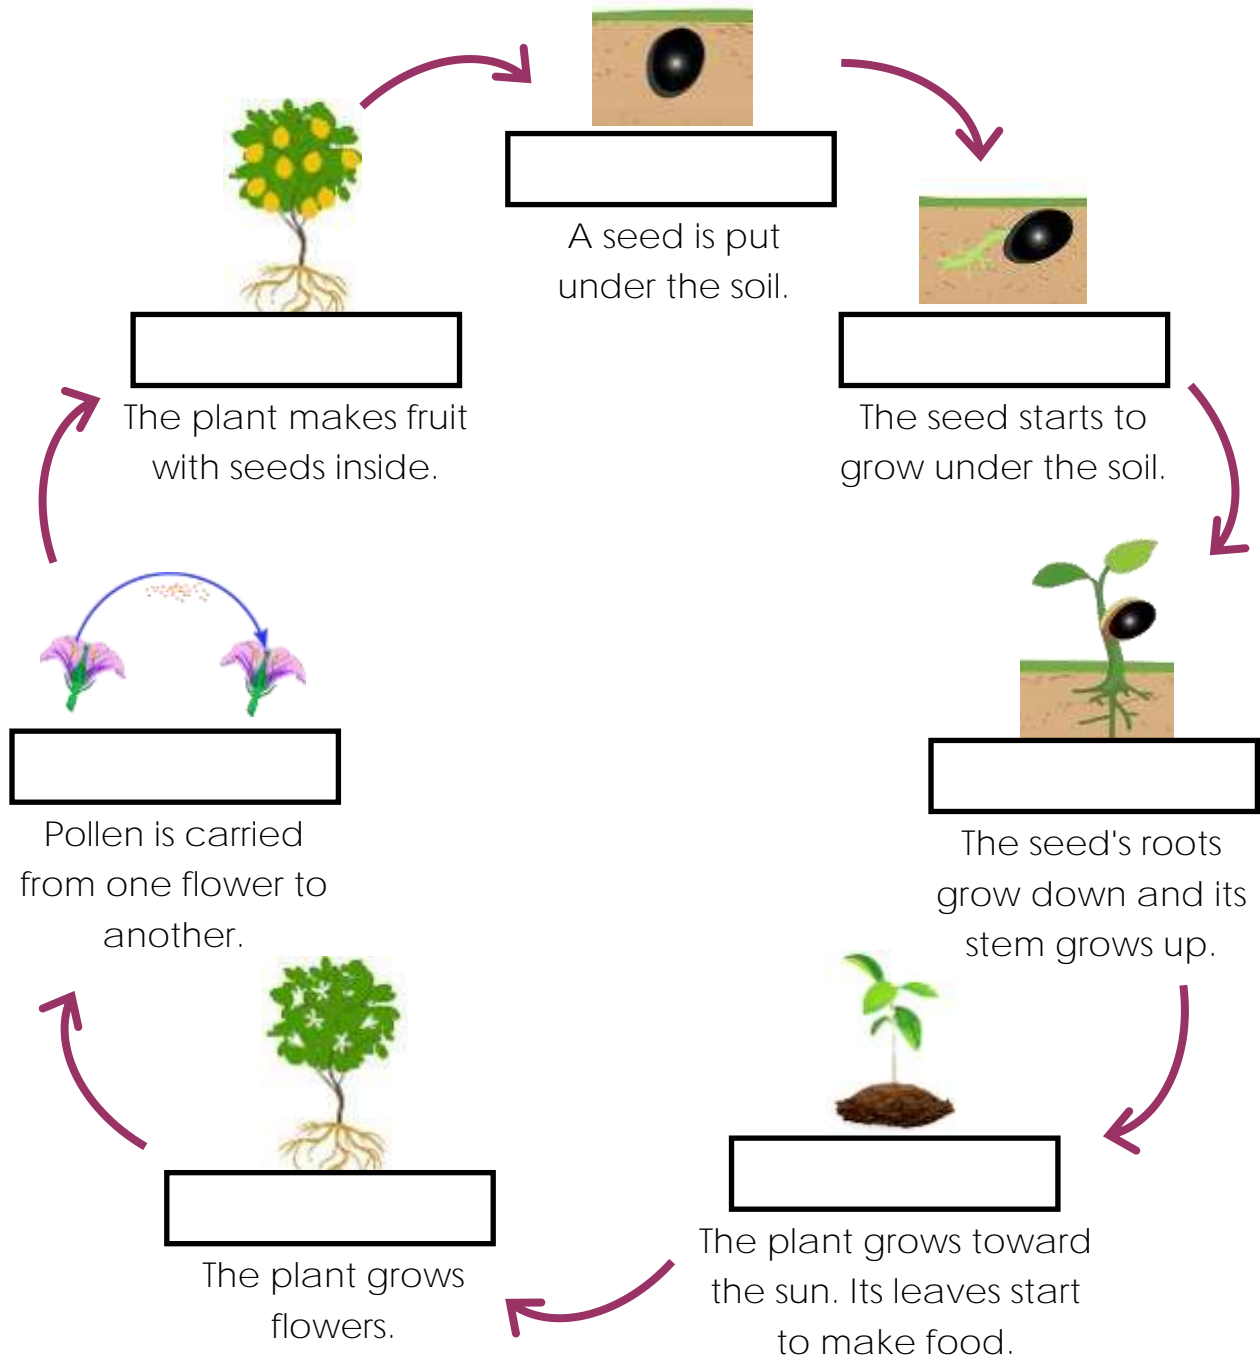 A seed is put
under the soil.
The seed starts to
grow under the soil.
The seed's roots
grow down and its
stem grows up.
The plant grows toward
the sun. Its leaves start
to make food.
The plant grows
flowers.
Pollen is carried
from one flower to
another.
The plant makes fruit
with seeds inside.